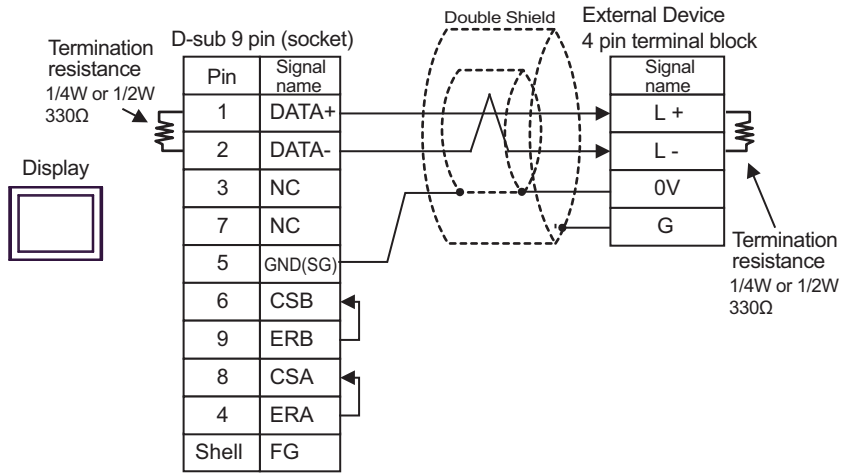 Double Shield
External Device
4 pin terminal block
Termination
resistance
1/4W or 1/2W
330Ω
D-sub 9 pin (socket)
Pin Signal name
1 DATA+
2 DATA-
3 NC
7 NC
5 GND(SG)
6 CSB
9 ERB
8 CSA
4 ERA
Shell FG
Display
Signal
name
L +
L -
0V
G
Termination
resistance
1/4W or 1/2W
330Ω